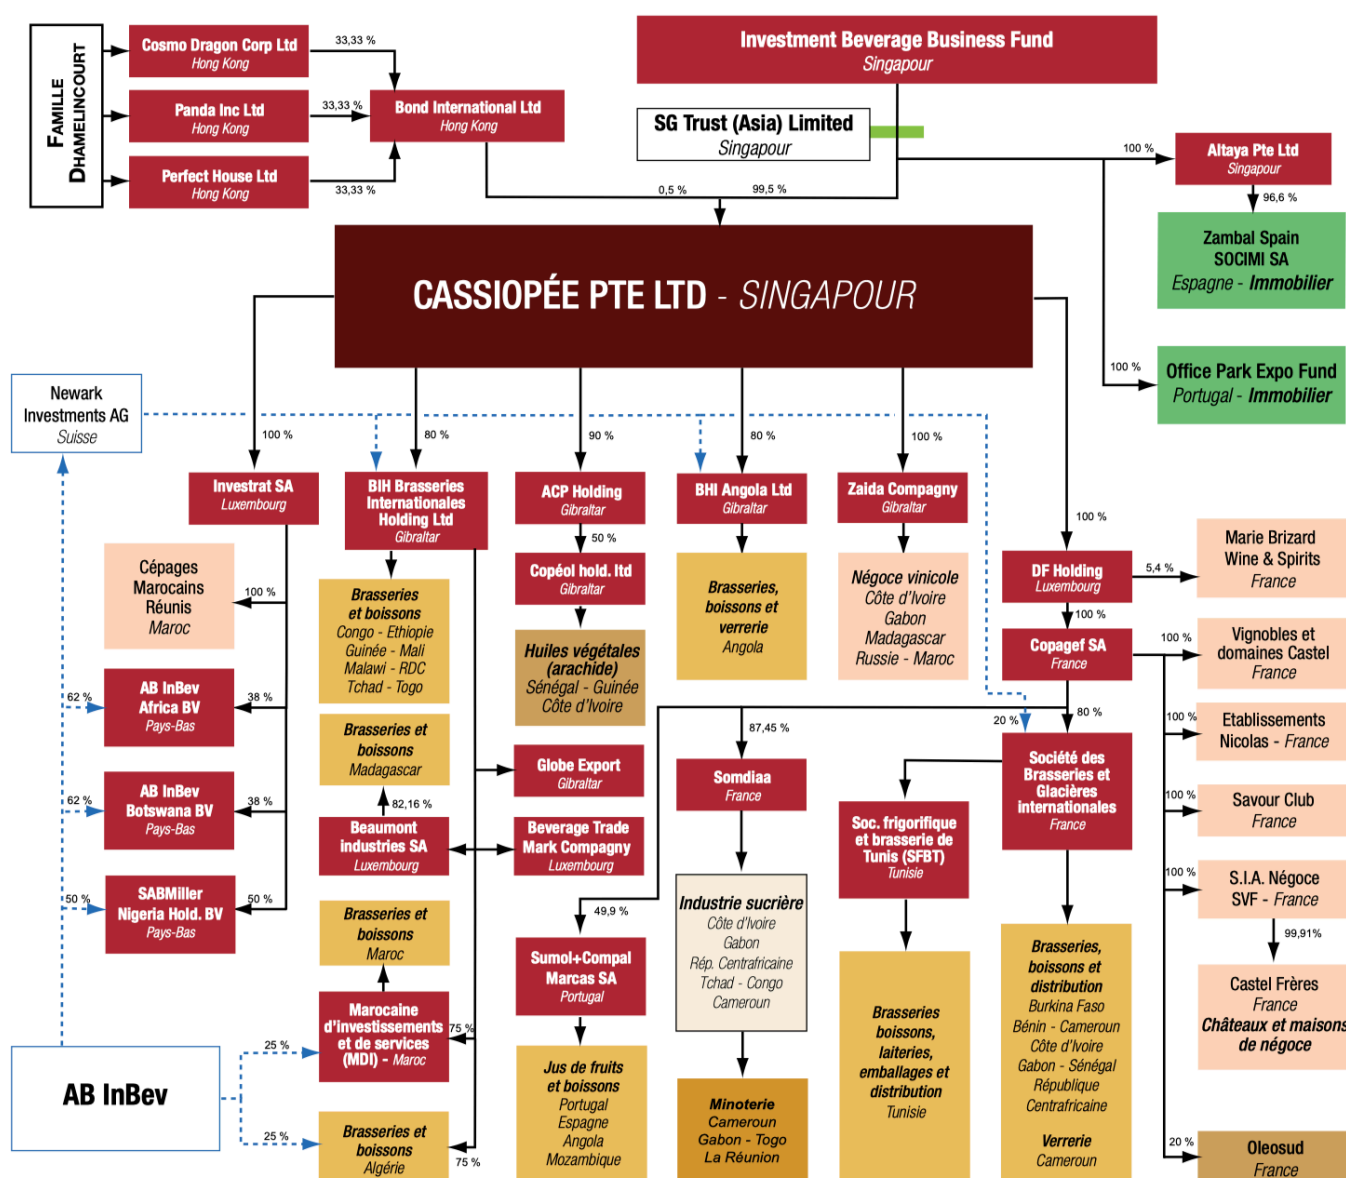 FAMILLE
DHAMELINCOURT
Cosmo Dragon Corp Ltd
Hong Kong
33,33 %
Panda Inc Ltd
Hong Kong
33,33 %
Perfect House Ltd
Hong Kong
33,33 %
Bond International Ltd
Hong Kong
Investment Beverage Business Fund
Singapour
SG Trust (Asia) Limited
Singapour
0,5 %
99,5 %
100 %
Altaya Pte Ltd
Singapour
96,6 %
Zambal Spain
SOCIMI SA
Espagne - Immobilier
100 %
Office Park Expo Fund
Portugal - Immobilier
CASSIOPÉE PTE LTD - SINGAPOUR
Newark
Investments AG
Suisse
100 %
80 %
90 %
80 %
100 %
100 %
Investrat SA
Luxembourg
BIH Brasseries
Internationales
Holding Ltd
Gibraltar
ACP Holding
Gibraltar
BHI Angola Ltd
Gibraltar
Zaida Compagny
Gibraltar
50 %
Copéol hold. ltd
Gibraltar
DF Holding
Luxembourg
5,4 %
Marie Brizard
Wine & Spirits
France
Cépages
Marocains
Réunis
Maroc
100 %
Brasseries
et boissons
Congo - Ethiopie
Guinée - Mali
Malawi - RDC
Tchad - Togo
Huiles végétales
(arachide)
Sénégal - Guinée
Côte d'Ivoire
Brasseries,
boissons et
verrerie
Angola
Négoce vinicole
Côte d'Ivoire
Gabon
Madagascar
Russie - Maroc
100 %
Copagef SA
France
100 %
Vignobles et
domaines Castel
France
62 %
AB InBev
Africa BV
Pays-Bas
38 %
Brasseries et
boissons
Madagascar
82,16 %
Globe Export
Gibraltar
87,45 %
Somdiaa
France
20 %
80 %
Société des
Brasseries et
Glacières
internationales
France
100 %
Etablissements
Nicolas - France
62 %
AB InBev
Botswana BV
Pays-Bas
38 %
Beaumont
industries SA
Luxembourg
Beverage Trade
Mark Compagny
Luxembourg
Soc. frigorifique
et brasserie de
Tunis (SFBT)
Tunisie
100 %
Savour Club
France
50 %
SABMiller
Nigeria Hold. BV
Pays-Bas
50 %
Brasseries et
boissons
Maroc
49,9 %
Sumol+Compal
Marcas SA
Portugal
Industrie sucrière
Côte d'Ivoire
Gabon
Rép. Centrafricaine
Tchad - Congo
Cameroun
100 %
S.I.A. Négoce
SVF - France
99,91%
Castel Frères
France
Châteaux et maisons
de négoce
Marocaine
d'investissements
et de services
(MDI) - Maroc
75 %
25 %
AB InBev
25 %
Brasseries et
boissons
Algérie
75 %
Jus de fruits
et boissons
Portugal
Espagne
Angola
Mozambique
Minoterie
Cameroun
Gabon - Togo
La Réunion
Brasseries
boissons,
laiteries,
emballages et
distribution
Tunisie
Brasseries,
boissons et
distribution
Burkina Faso
Bénin - Cameroun
Côte d'Ivoire
Gabon - Sénégal
République
Centrafricaine
Verrerie
Cameroun
20 %
Oleosud
France